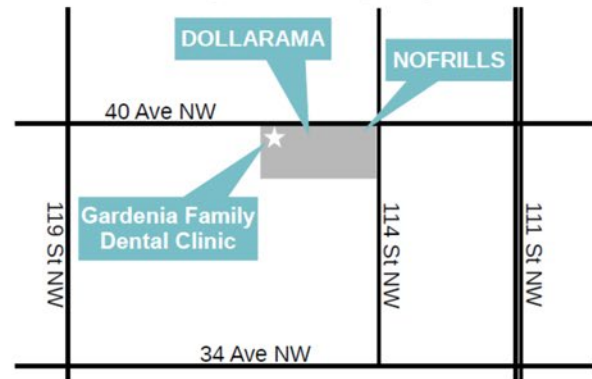 DOLLARAMA
NOFRILLS
40 Ave NW
Gardenia Family
Dental Clinic
119 St NW
114 St NW
111 St NW
34 Ave NW